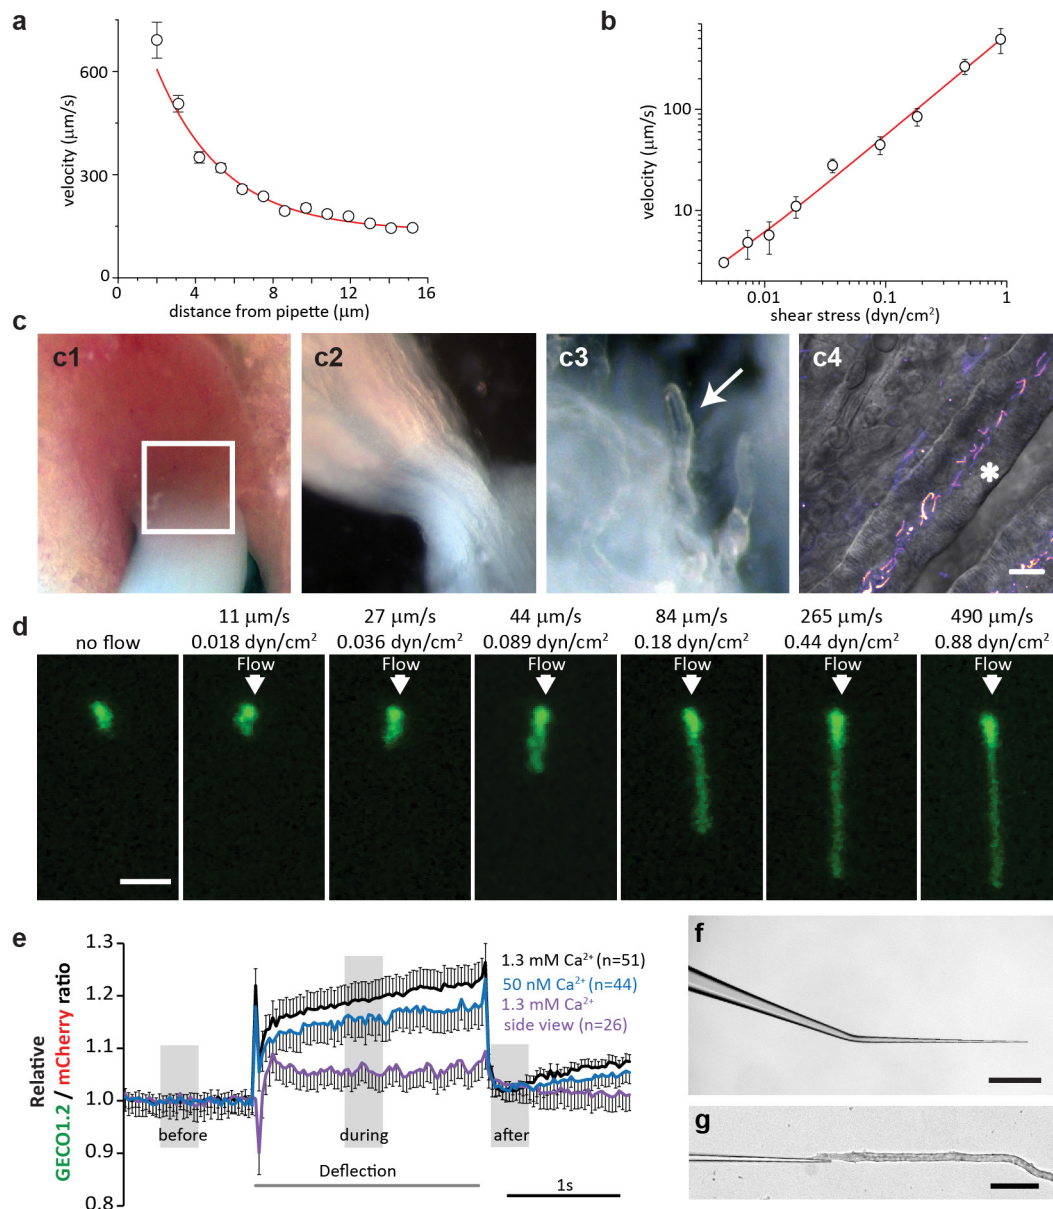 a
velocity (μm/s)
600
300
0
0
4
8
12
16
distance from pipette (μm)
b
velocity (μm/s)
100
10
0.01
0.1
1
shear stress (dyn/cm²)
c
c1
c2
c3
c4
*
d
no flow
11 μm/s
0.018 dyn/cm²
Flow
27 μm/s
0.036 dyn/cm²
Flow
44 μm/s
0.089 dyn/cm²
Flow
84 μm/s
0.18 dyn/cm²
Flow
265 μm/s
0.44 dyn/cm²
Flow
490 μm/s
0.88 dyn/cm²
Flow
e
Relative
GECO1.2 / mCherry ratio
1.3
1.2
1.1
1.0
0.9
0.8
1.3 mM Ca²⁺ (n=51)
50 nM Ca²⁺ (n=44)
1.3 mM Ca²⁺
side view (n=26)
before
during
after
Deflection
1s
f
g